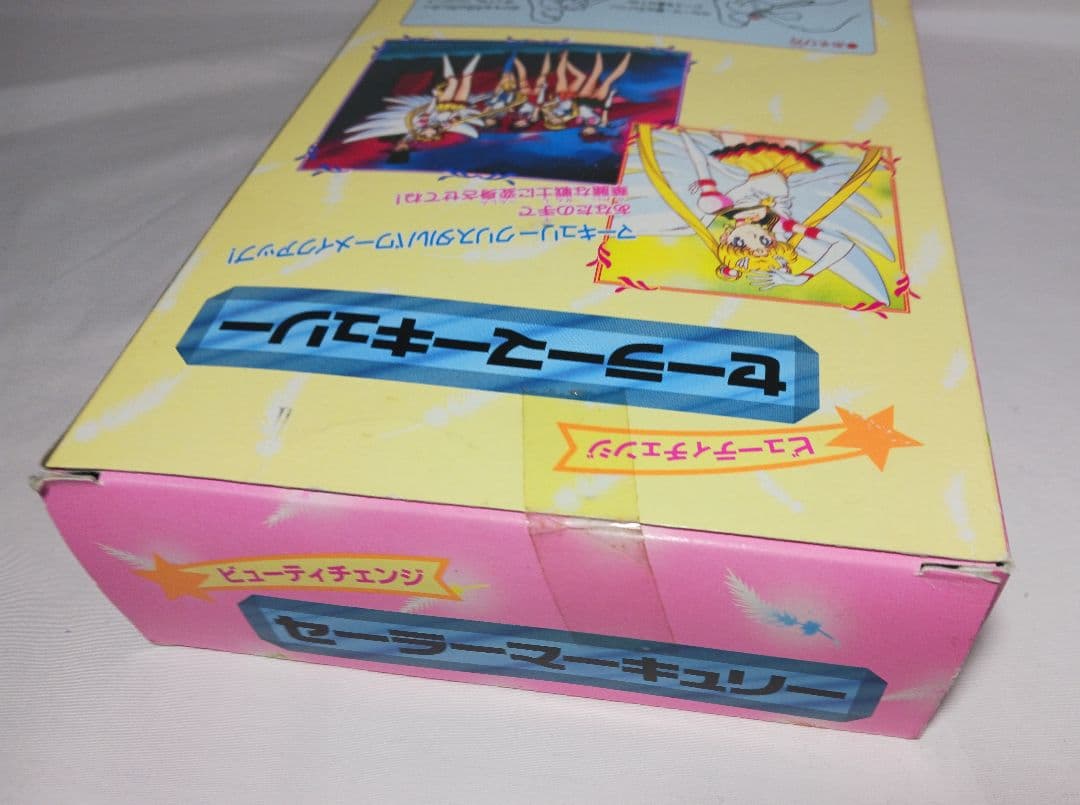 ビューティチェンジ
セーラーマーキュリー
マーキュリークリスタルパワーメイクアップ!
あなたの手で
華麗な戦士に変身させてね!
ビューティチェンジ
セーラーマーキュリー